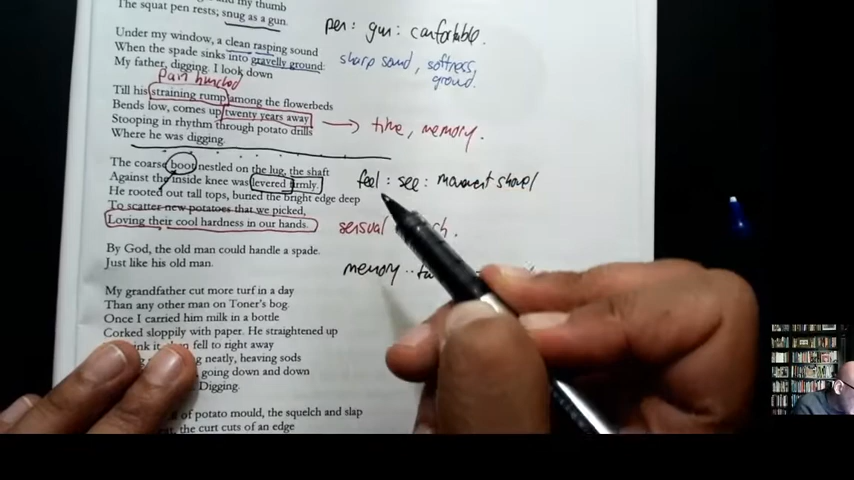 The squat pen rests; snug as a gun.
pen: gun: comfortable.
Under my window, a clean rasping sound
When the spade sinks into gravelly ground:
My father, digging. I look down
sharp sound, softness,
ground.
pain hunched
Till his straining rump among the flowerbeds
Bends low, comes up twenty years away
Stooping in rhythm through potato drills
Where he was digging.
time, memory.
The coarse boot nestled on the lug, the shaft
Against the inside knee was levered firmly.
He rooted out tall tops, buried the bright edge deep
To scatter new potatoes that we picked,
Loving their cool hardness in our hands.
feel: see: movement shovel
sensual
memory..
By God, the old man could handle a spade.
Just like his old man.
My grandfather cut more turf in a day
Than any other man on Toner's bog.
Once I carried him milk in a bottle
Corked sloppily with paper. He straightened up
fell to right away
neatly, heaving sods
going down and down
Digging.
of potato mould, the squelch and slap
the curt cuts of an edge